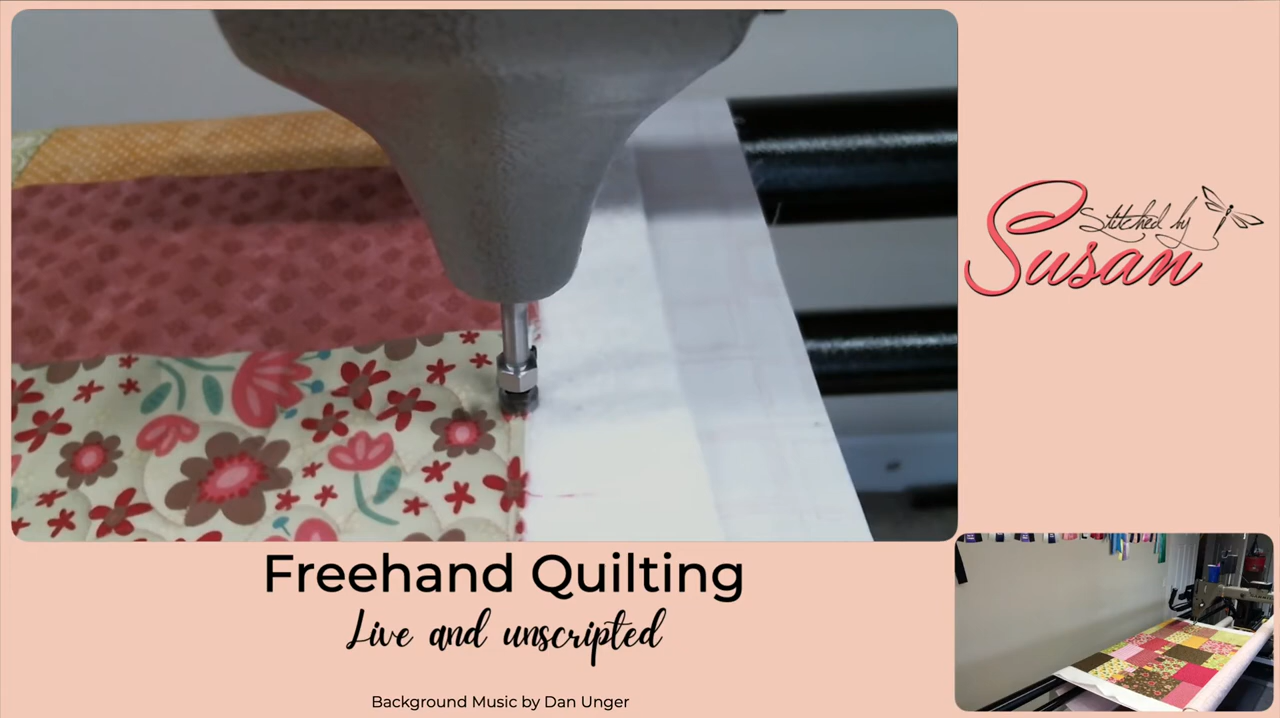 Stitched by
Susan
Freehand Quilting
Live and unscripted
Background Music by Dan Unger